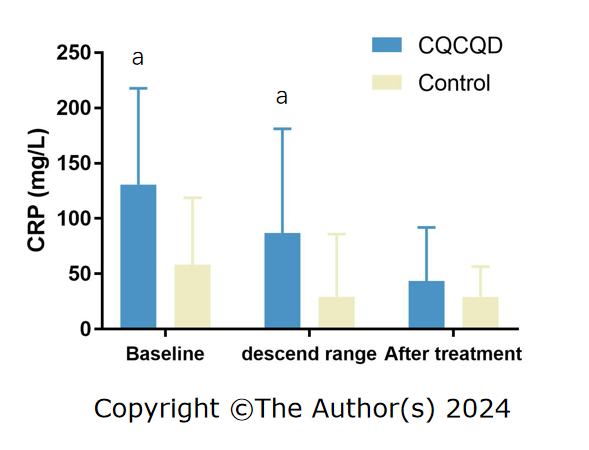 CQCQD
Control
a
a
CRP (mg/L)
250
200
150
100
50
0
Baseline descend range After treatment
Copyright ©The Author(s) 2024